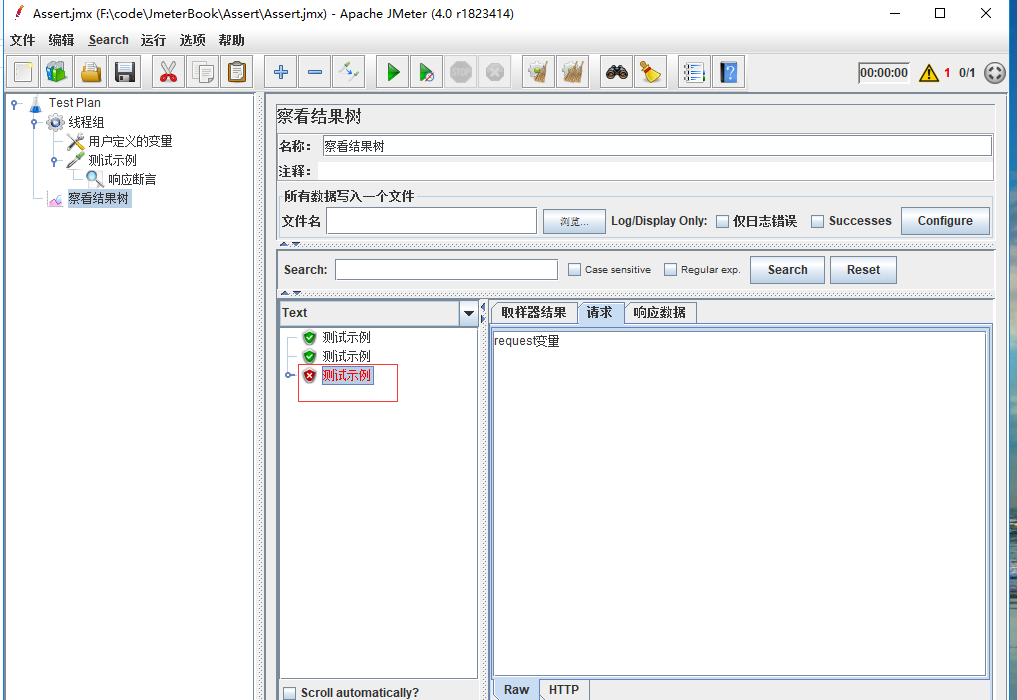 Assert.jmx (F:\code\JmeterBook\Assert\Assert.jmx) - Apache JMeter (4.0 r1823414)
文件 编辑 Search 运行 选项 帮助
STOP 00:00:00 1 0/1
Test Plan
线程组
用户定义的变量
测试示例
响应断言
察看结果树
察看结果树
名称： 察看结果树
注释：
所有数据写入一个文件
文件名 浏览... Log/Display Only: 仅日志错误 Successes Configure
Search: Case sensitive Regular exp. Search Reset
Text
测试示例
测试示例
测试示例
Scroll automatically?
取样器结果 请求 响应数据
request变量
Raw HTTP